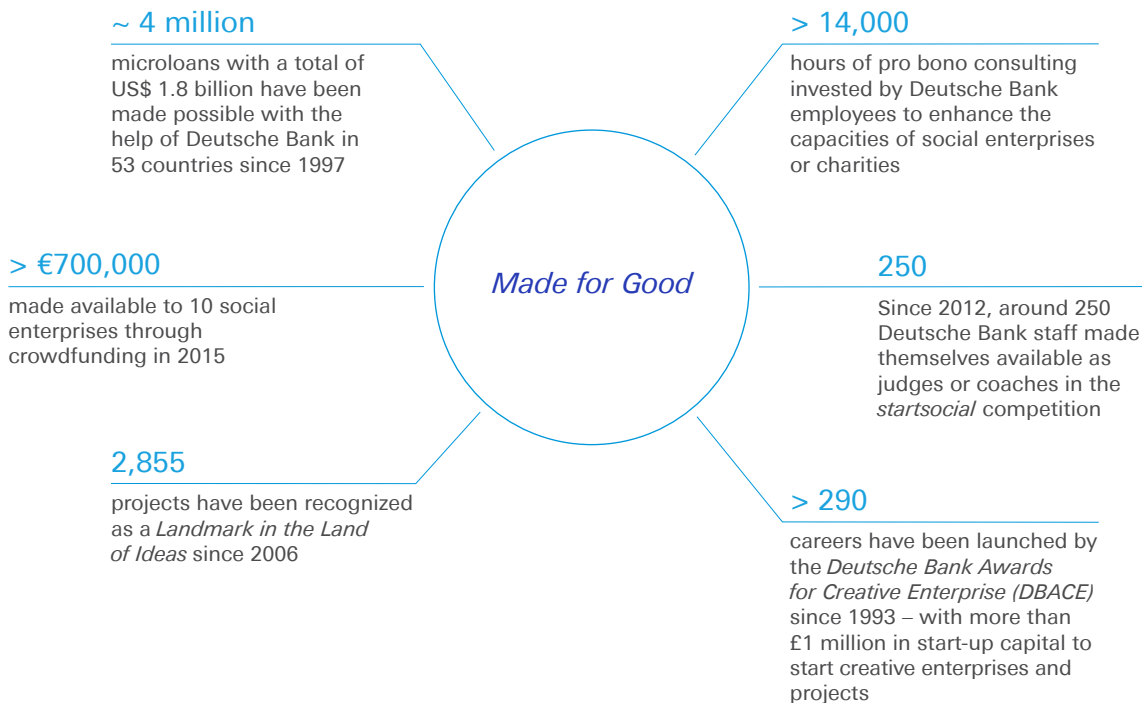 ~ 4 million
microloans with a total of
US$ 1.8 billion have been
made possible with the
help of Deutsche Bank in
53 countries since 1997
> 14,000
hours of pro bono consulting
invested by Deutsche Bank
employees to enhance the
capacities of social enterprises
or charities
> €700,000
made available to 10 social
enterprises through
crowdfunding in 2015
Made for Good
250
Since 2012, around 250
Deutsche Bank staff made
themselves available as
judges or coaches in the
startsocial competition
2,855
projects have been recognized
as a Landmark in the Land
of Ideas since 2006
> 290
careers have been launched by
the Deutsche Bank Awards
for Creative Enterprise (DBACE)
since 1993 – with more than
£1 million in start-up capital to
start creative enterprises and
projects